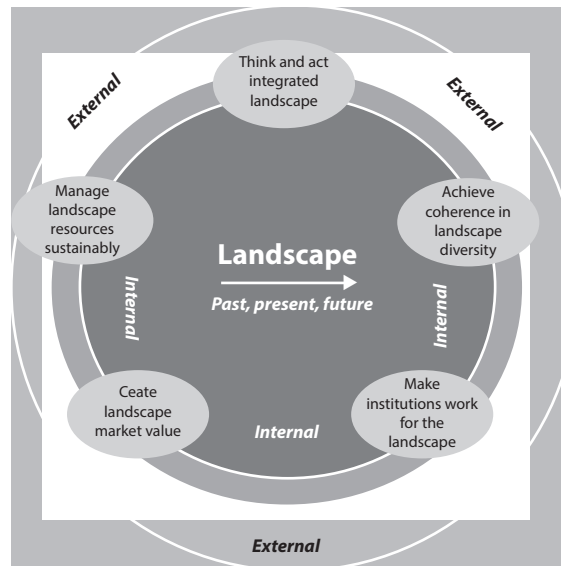 Think and act
integrated
landscape
External
External
Manage
landscape
resources
sustainably
Achieve
coherence in
landscape
diversity
Landscape
Past, present, future
Internal
Internal
Ceate
landscape
market value
Make
institutions work
for the
landscape
Internal
External